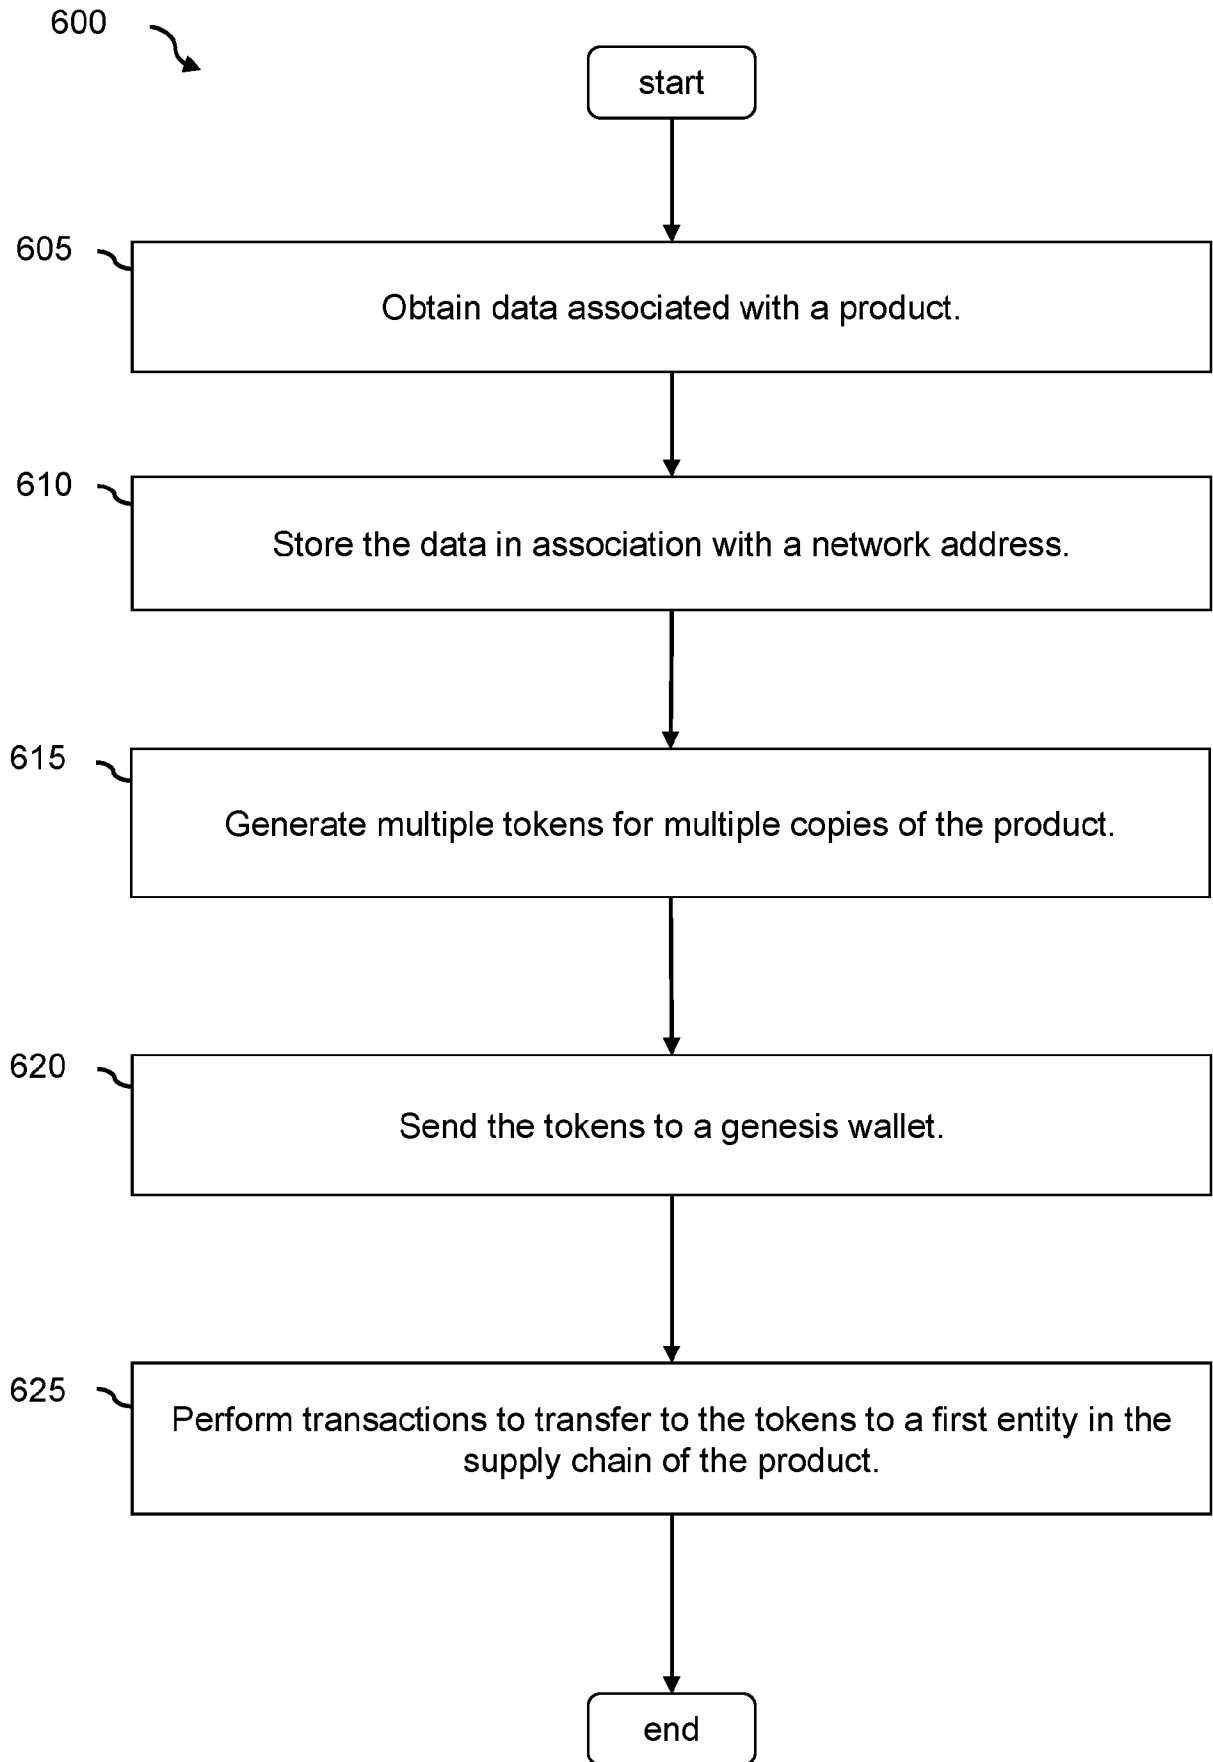 600
start
605
Obtain data associated with a product.
610
Store the data in association with a network address.
615
Generate multiple tokens for multiple copies of the product.
620
Send the tokens to a genesis wallet.
625
Perform transactions to transfer to the tokens to a first entity in the
supply chain of the product.
end